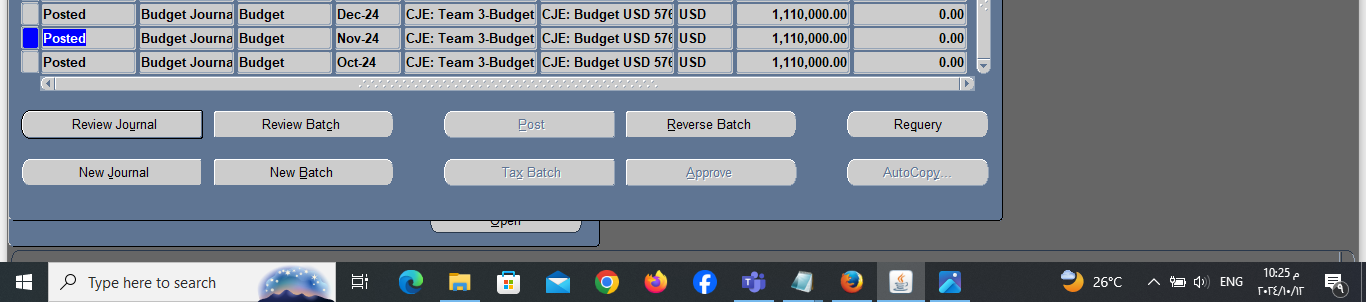 Posted Budget Journa Budget Dec-24 CJE: Team 3-Budget CJE: Budget USD 576 USD 1,110,000.00 0.00
Posted Budget Journa Budget Nov-24 CJE: Team 3-Budget CJE: Budget USD 576 USD 1,110,000.00 0.00
Posted Budget Journa Budget Oct-24 CJE: Team 3-Budget CJE: Budget USD 576 USD 1,110,000.00 0.00
Review Journal Review Batch Post Reverse Batch Requery
New Journal New Batch Tax Batch Approve AutoCopy...
Open
Type here to search 26°C ENG 10:25 م
٢٠٢٤/١٠/١٣ ٩